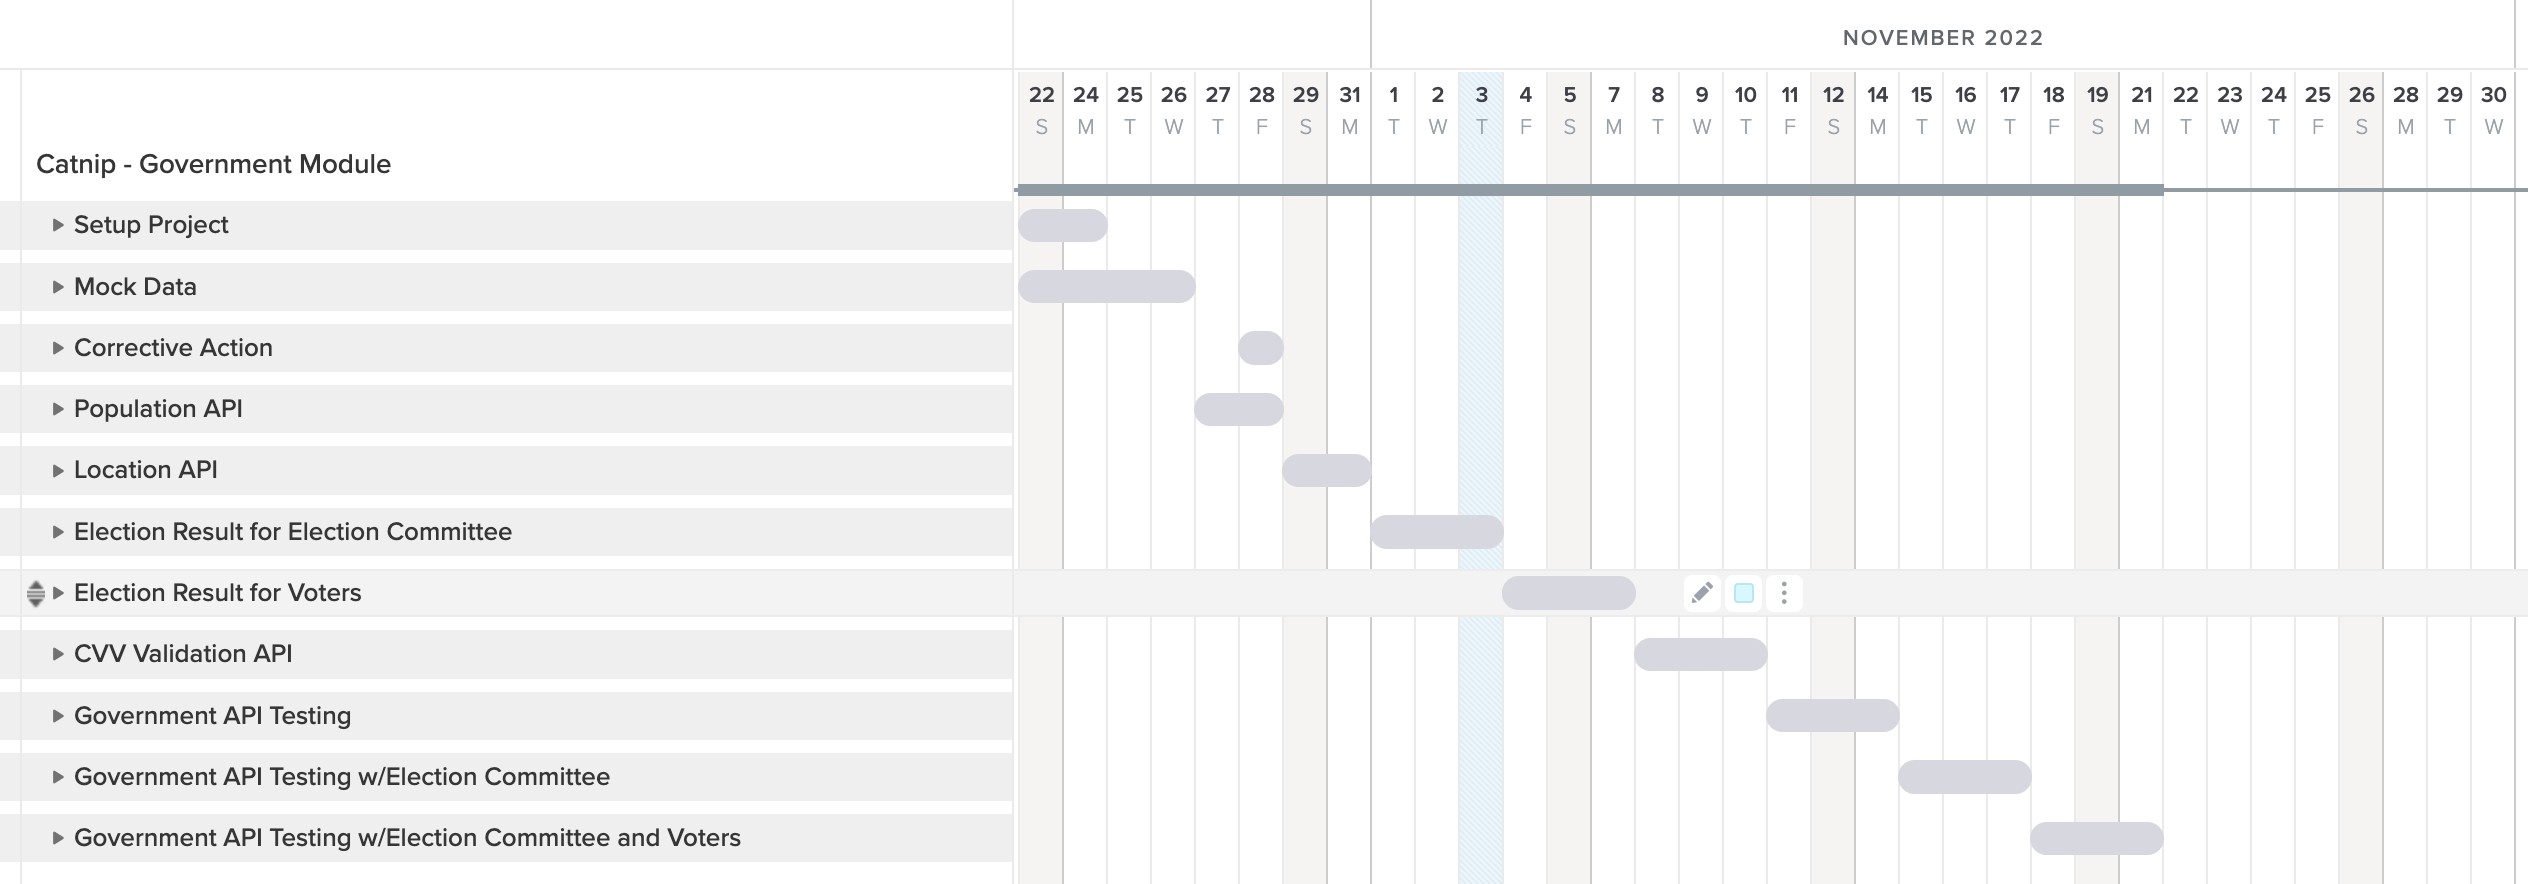 NOVEMBER 2022
22 24 25 26 27 28 29 31 1 2 3 4 5 7 8 9 10 11 12 14 15 16 17 18 19 21 22 23 24 25 26 28 29 30
S M T W T F S M T W T F S M T W T F S M T W T F S M T W T F S M T W
Catnip - Government Module
Setup Project
Mock Data
Corrective Action
Population API
Location API
Election Result for Election Committee
Election Result for Voters
CVV Validation API
Government API Testing
Government API Testing w/Election Committee
Government API Testing w/Election Committee and Voters